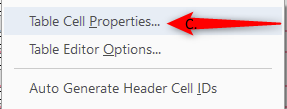 Table Cell Properties...
Table Editor Options...
Auto Generate Header Cell IDs